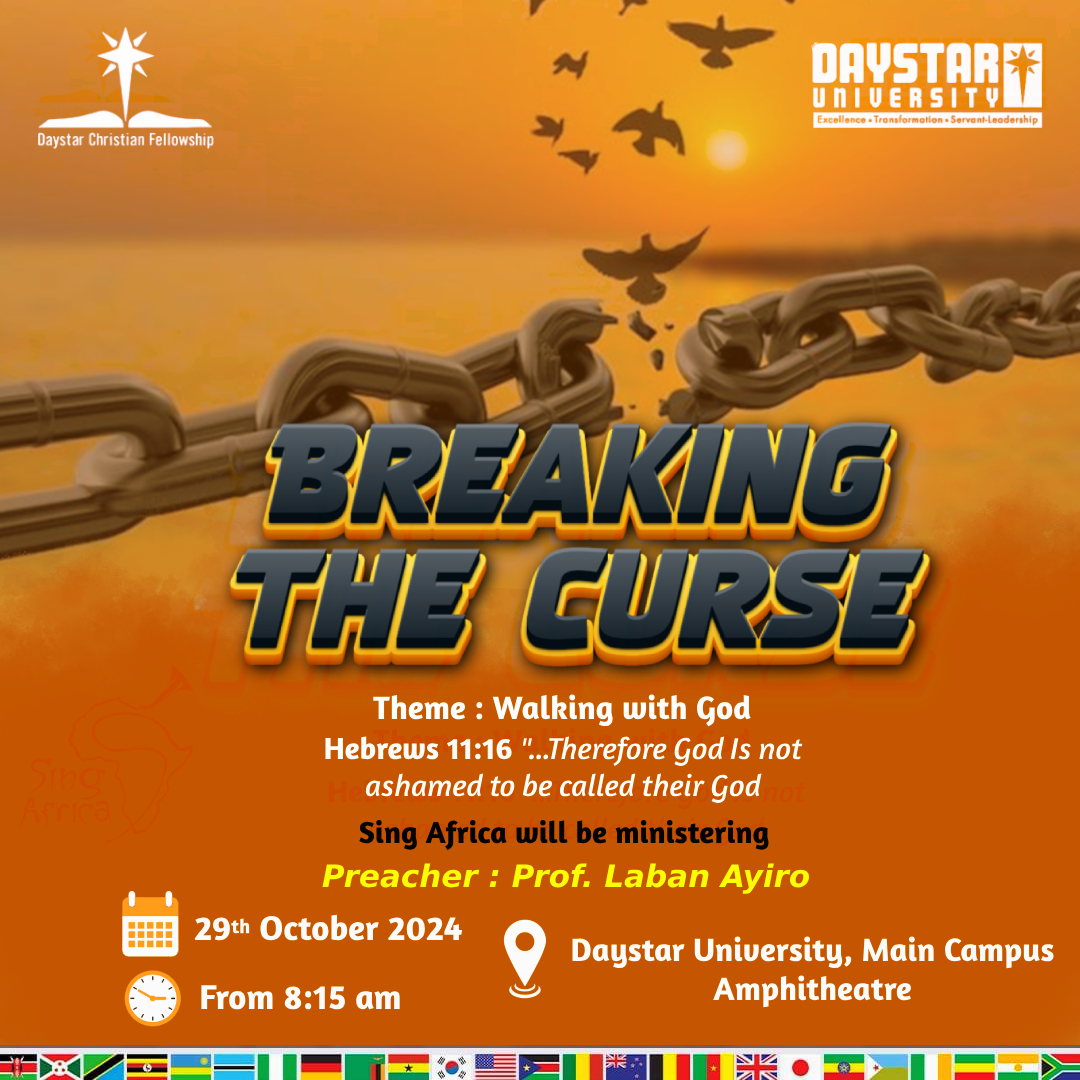 Daystar Christian Fellowship
DAYSTAR
UNIVERSITY
Excellence • Transformation • Servant-Leadership
BREAKING
THE CURSE
Theme : Walking with God
Hebrews 11:16 "...Therefore God Is not
ashamed to be called their God
Sing
Africa
Sing Africa will be ministering
Preacher : Prof. Laban Ayiro
29th October 2024
From 8:15 am
Daystar University, Main Campus
Amphitheatre